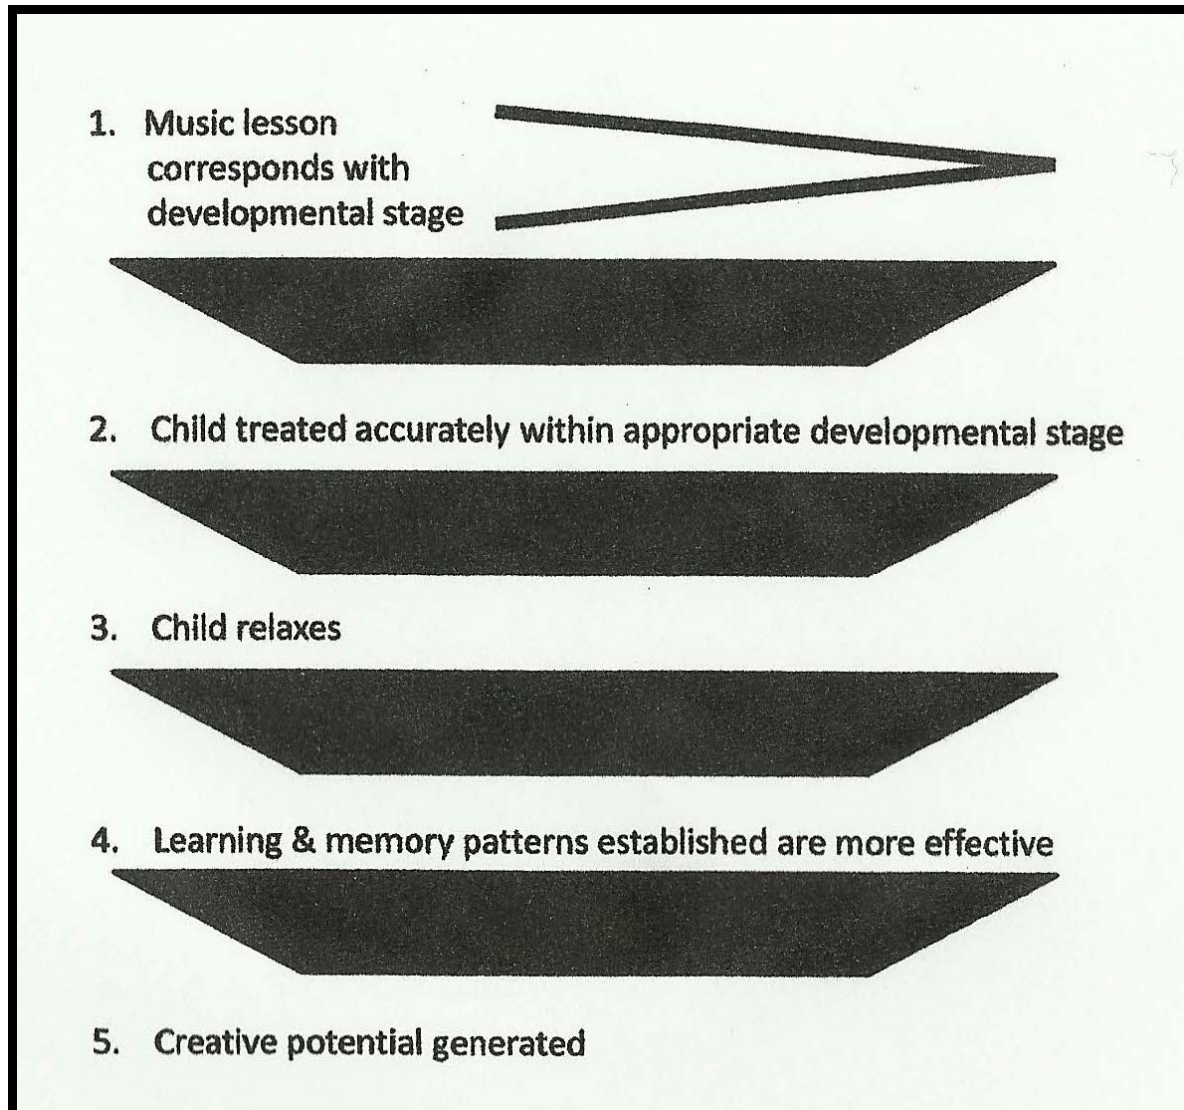 1. Music lesson
corresponds with
developmental stage
2. Child treated accurately within appropriate developmental stage
3. Child relaxes
4. Learning & memory patterns established are more effective
5. Creative potential generated